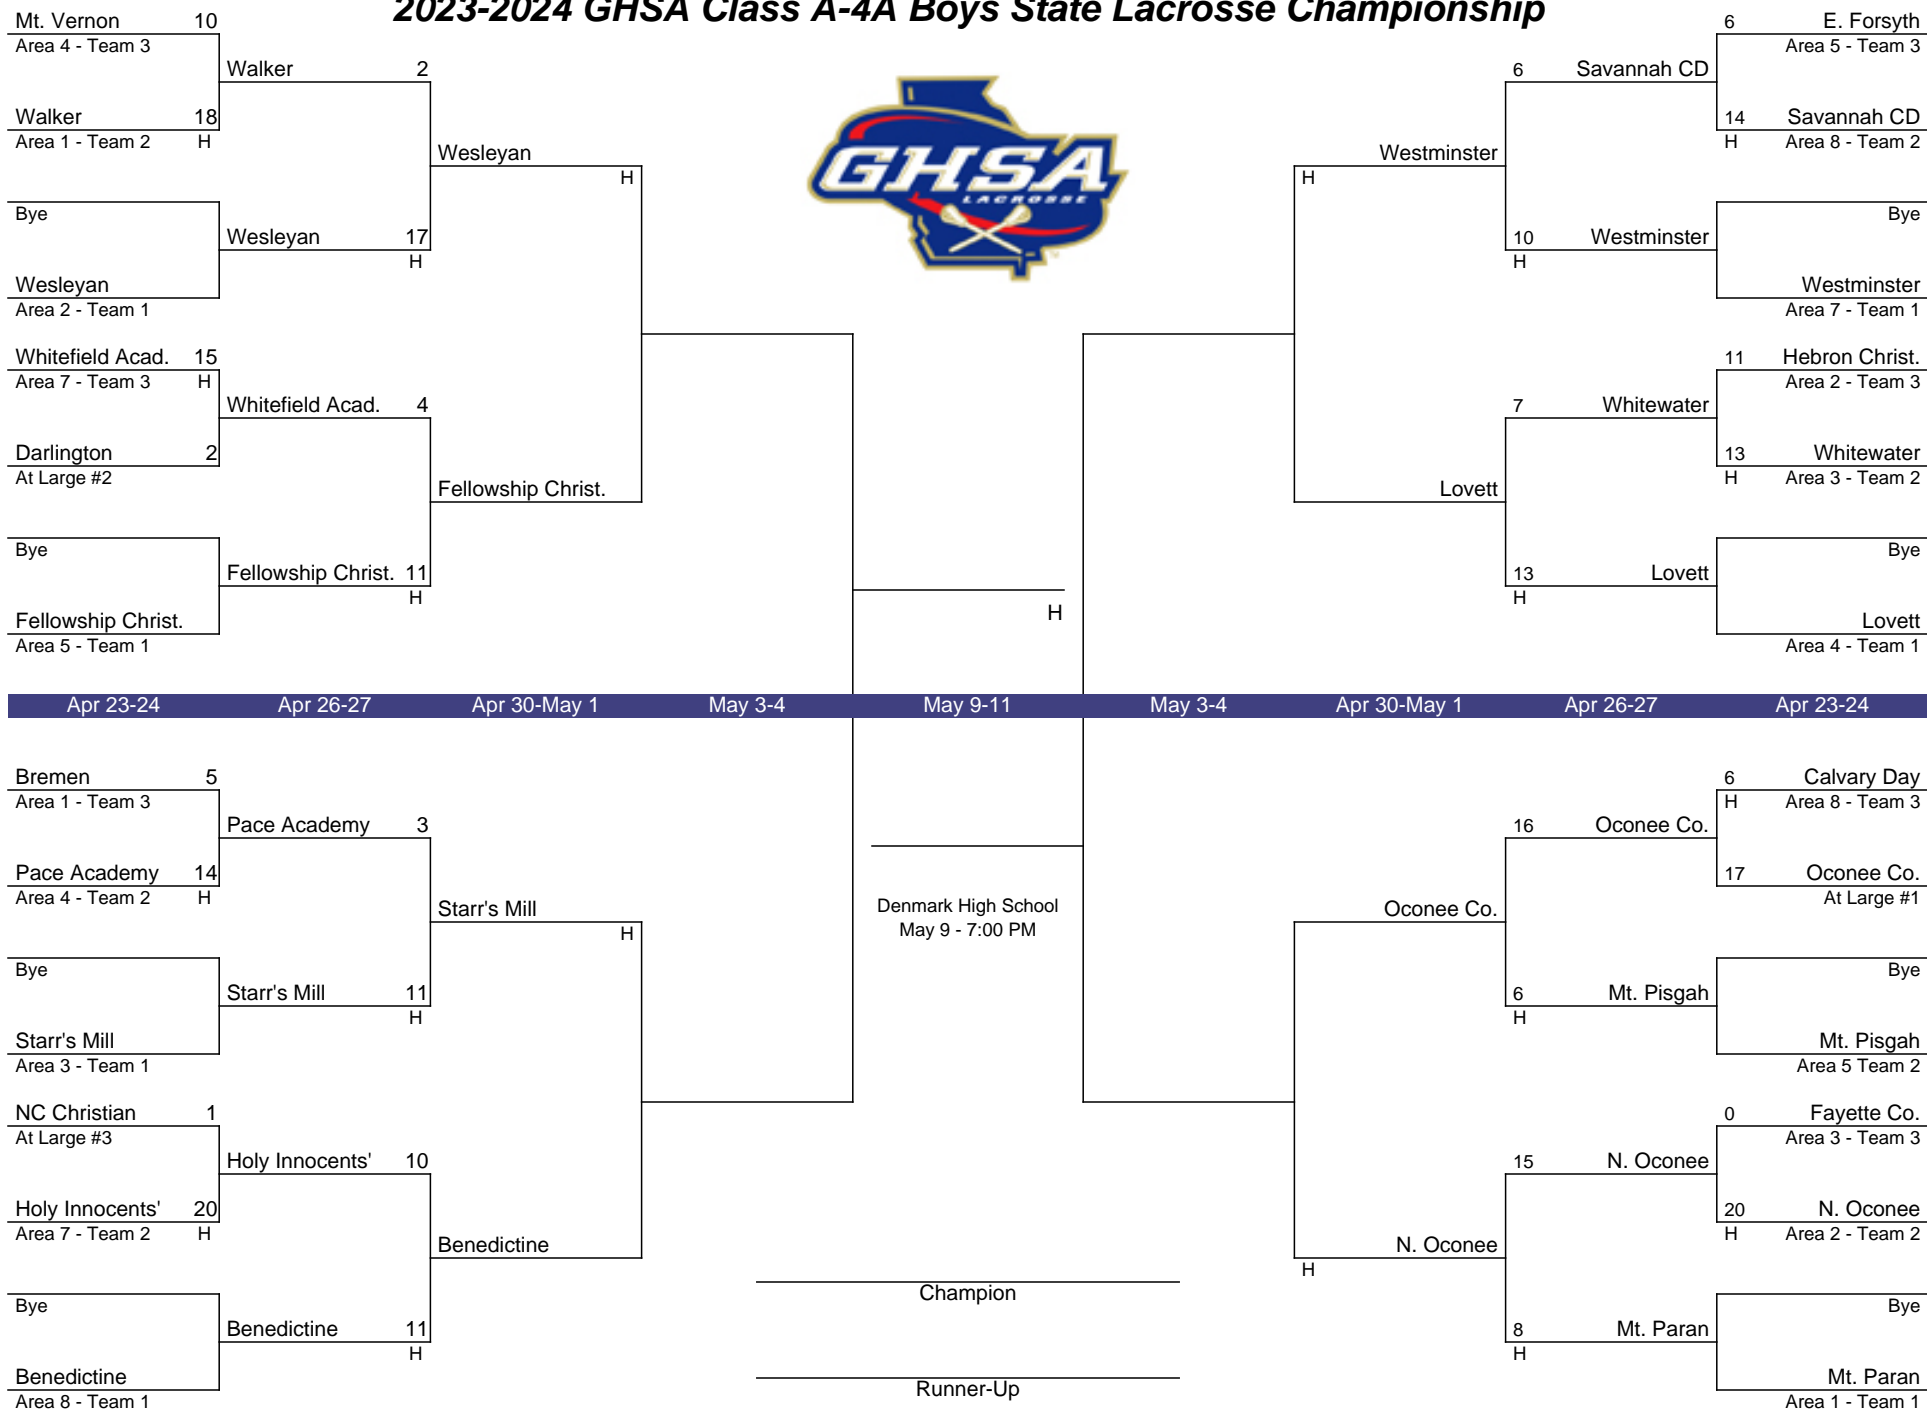 2023-2024 GHSA Class A-4A Boys State Lacrosse Championship
Mt. Vernon 10
Area 4 - Team 3
Walker 2
Walker 18
Area 1 - Team 2 H
Wesleyan
H
Bye
Wesleyan 17
H
Wesleyan
Area 2 - Team 1
Whitefield Acad. 15
Area 7 - Team 3 H
Whitefield Acad. 4
Darlington 2
At Large #2
Fellowship Christ.
Bye
Fellowship Christ. 11
H
Fellowship Christ.
Area 5 - Team 1
GHSA
LACROSSE
H
6 E. Forsyth
Area 5 - Team 3
6 Savannah CD
14 Savannah CD
H Area 8 - Team 2
Westminster
H
Bye
10 Westminster
H
Westminster
Area 7 - Team 1
11 Hebron Christ.
Area 2 - Team 3
7 Whitewater
13 Whitewater
H Area 3 - Team 2
Lovett
Bye
13 Lovett
H
Lovett
Area 4 - Team 1
Apr 23-24 Apr 26-27 Apr 30-May 1 May 3-4 May 9-11 May 3-4 Apr 30-May 1 Apr 26-27 Apr 23-24
Bremen 5
Area 1 - Team 3
Pace Academy 3
Pace Academy 14
Area 4 - Team 2 H
Starr's Mill
H
Bye
Starr's Mill 11
H
Starr's Mill
Area 3 - Team 1
NC Christian 1
At Large #3
Holy Innocents' 10
Holy Innocents' 20
Area 7 - Team 2 H
Benedictine
Bye
Benedictine 11
H
Benedictine
Area 8 - Team 1
Denmark High School
May 9 - 7:00 PM
Champion
Runner-Up
6 Calvary Day
H Area 8 - Team 3
16 Oconee Co.
17 Oconee Co.
At Large #1
Oconee Co.
Bye
6 Mt. Pisgah
H
Mt. Pisgah
Area 5 Team 2
0 Fayette Co.
Area 3 - Team 3
15 N. Oconee
20 N. Oconee
H Area 2 - Team 2
N. Oconee
H
Bye
8 Mt. Paran
H
Mt. Paran
Area 1 - Team 1